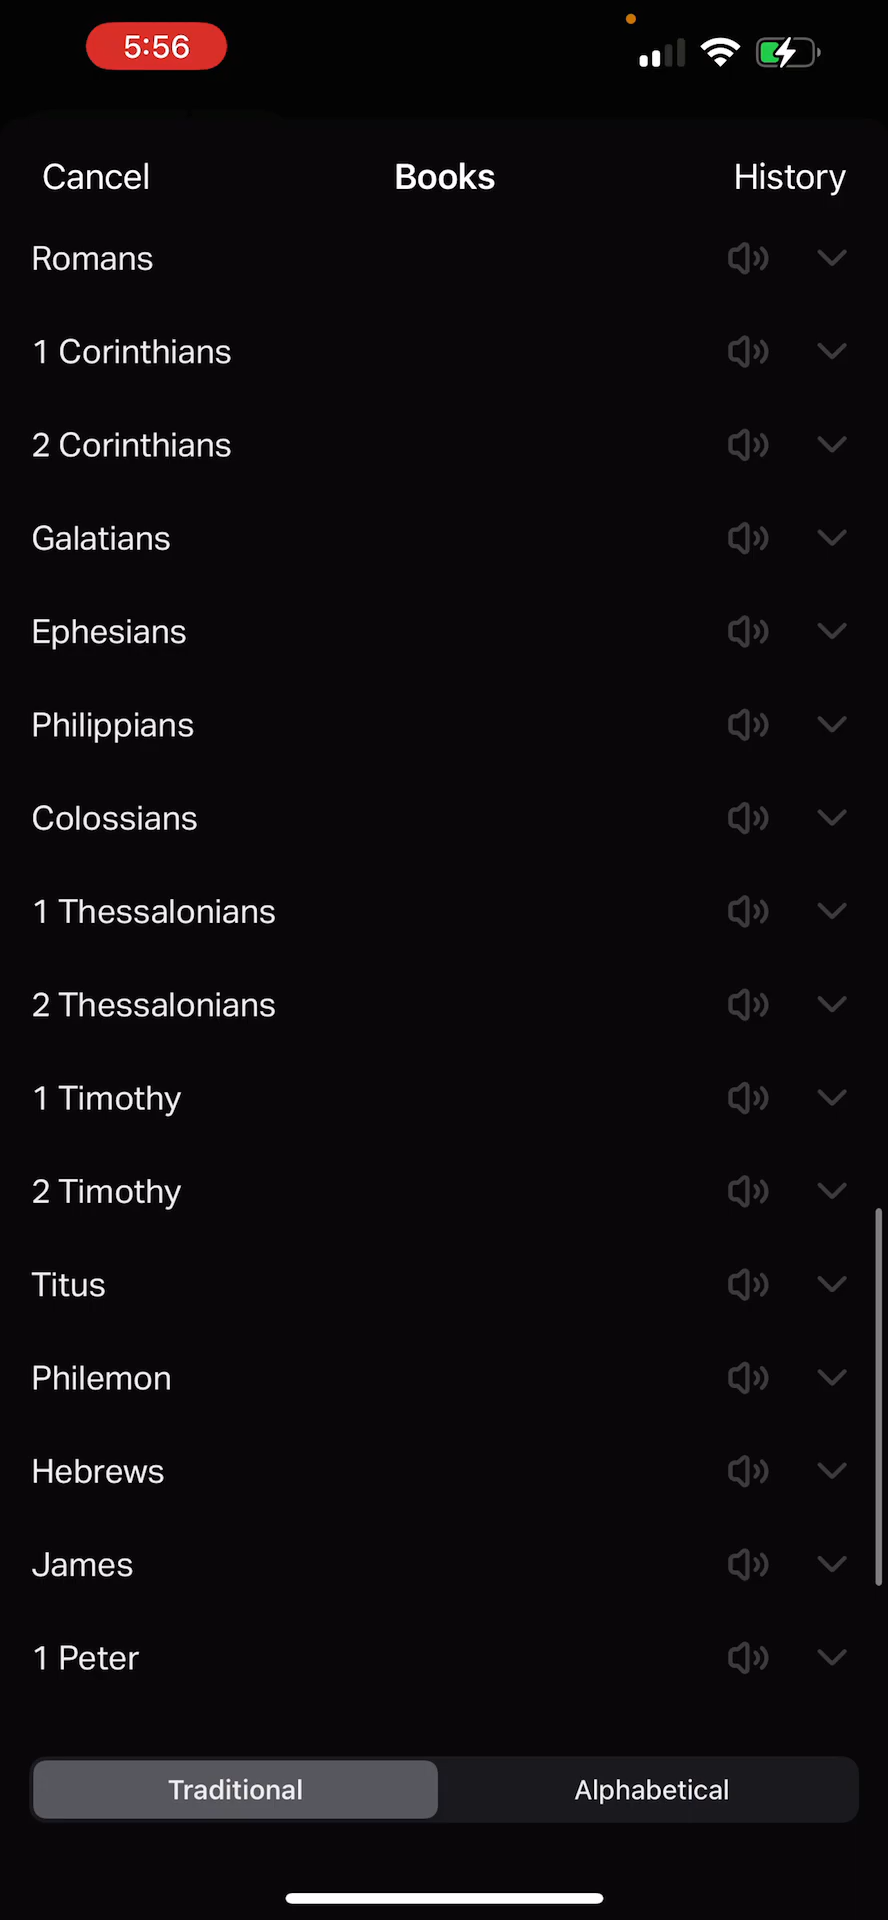 5:56
Cancel Books History
Romans
1 Corinthians
2 Corinthians
Galatians
Ephesians
Philippians
Colossians
1 Thessalonians
2 Thessalonians
1 Timothy
2 Timothy
Titus
Philemon
Hebrews
James
1 Peter
Traditional Alphabetical